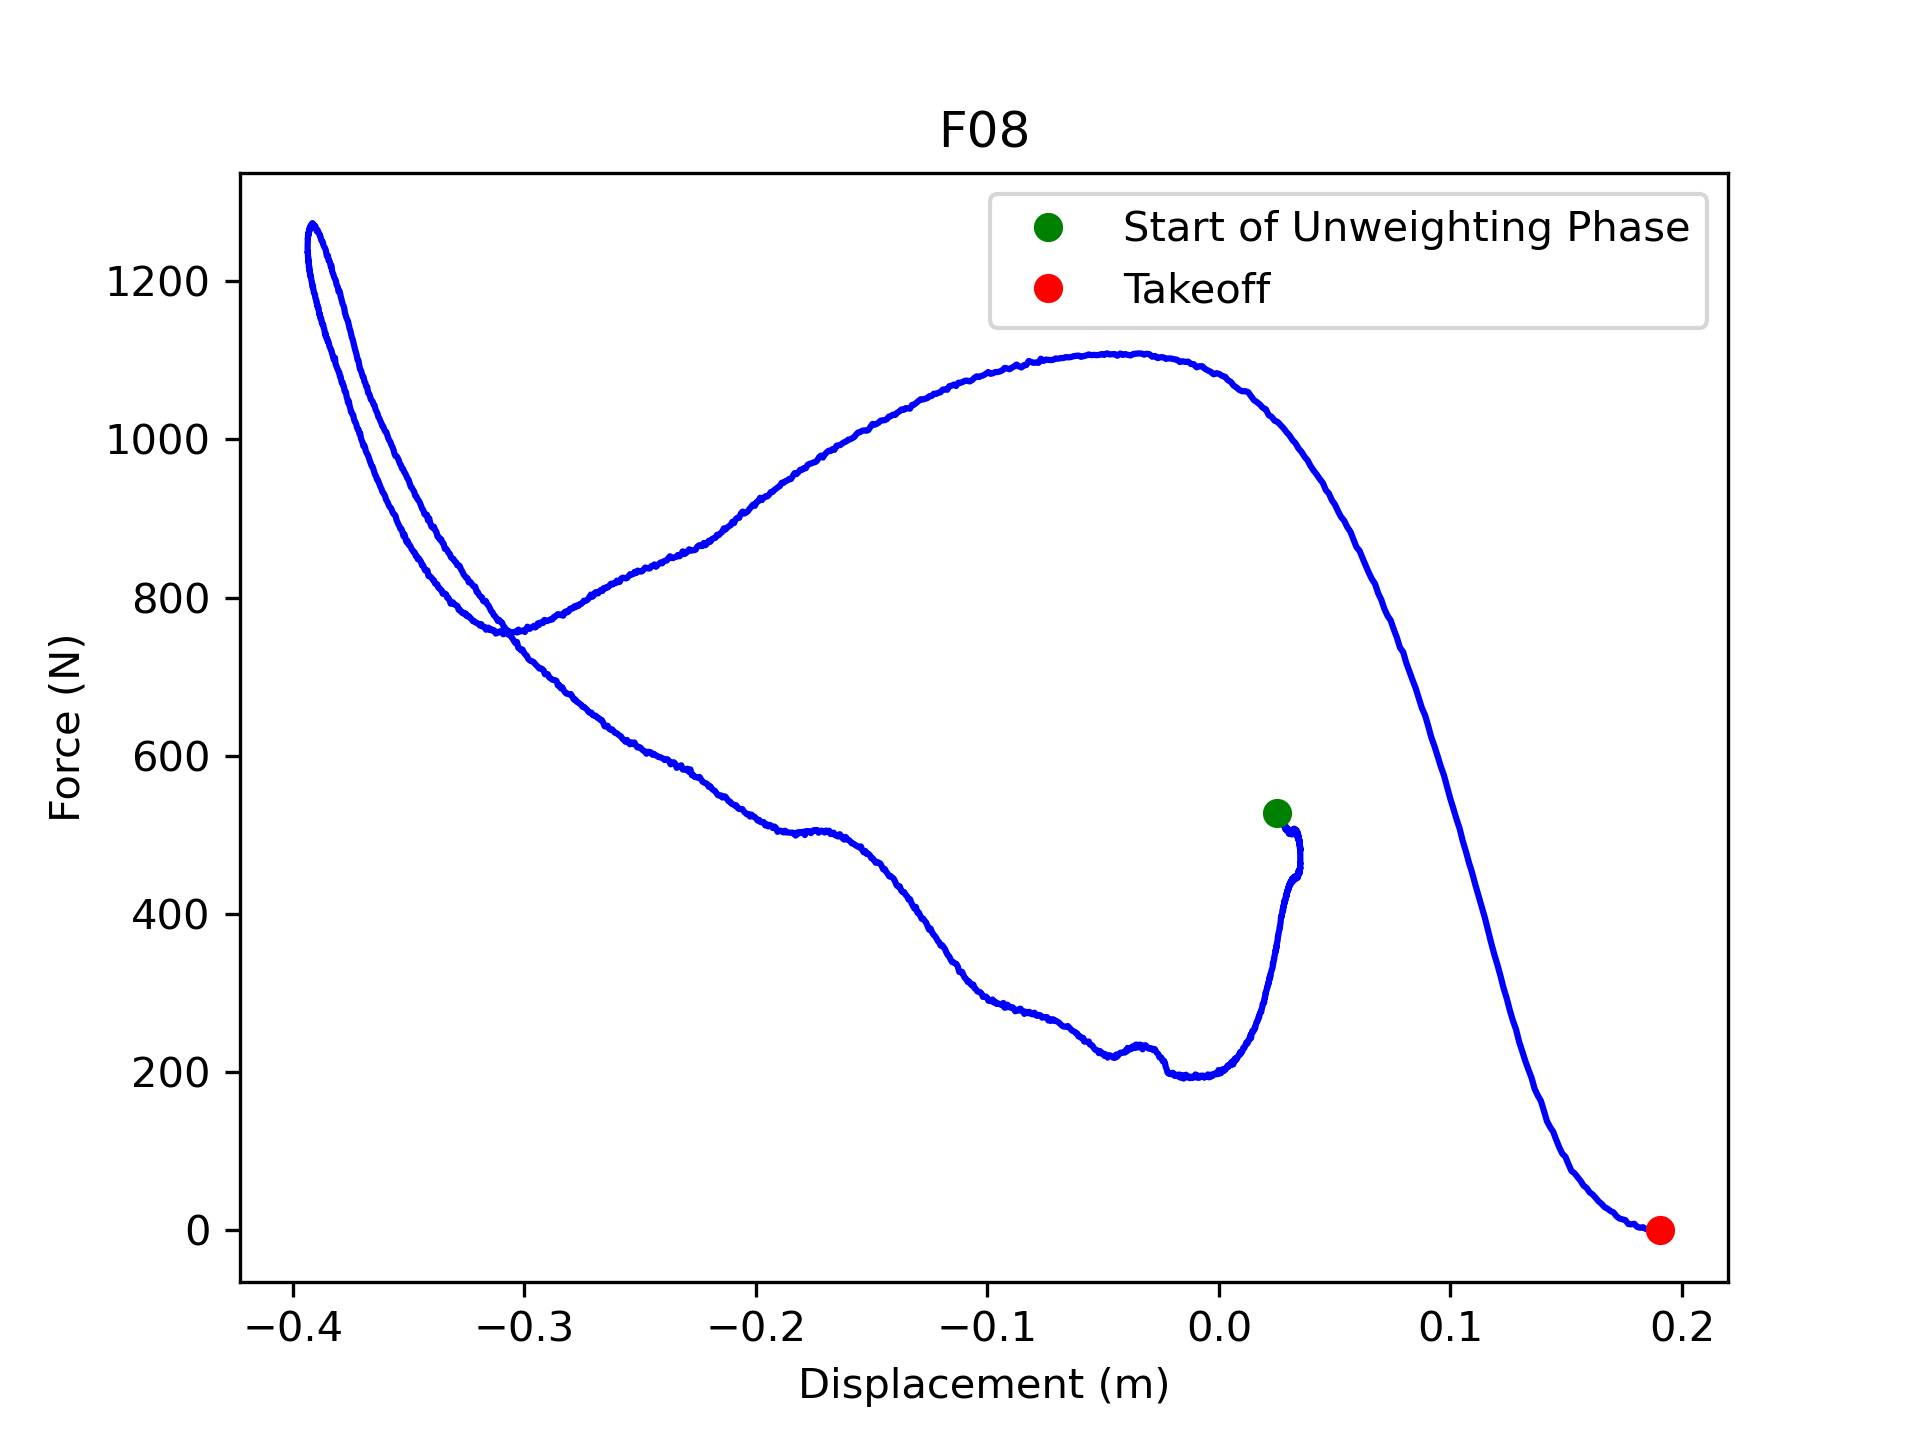 F08
Start of Unweighting Phase
Takeoff
1200
1000
800
600
400
200
0
Force (N)
−0.4 −0.3 −0.2 −0.1 0.0 0.1 0.2
Displacement (m)